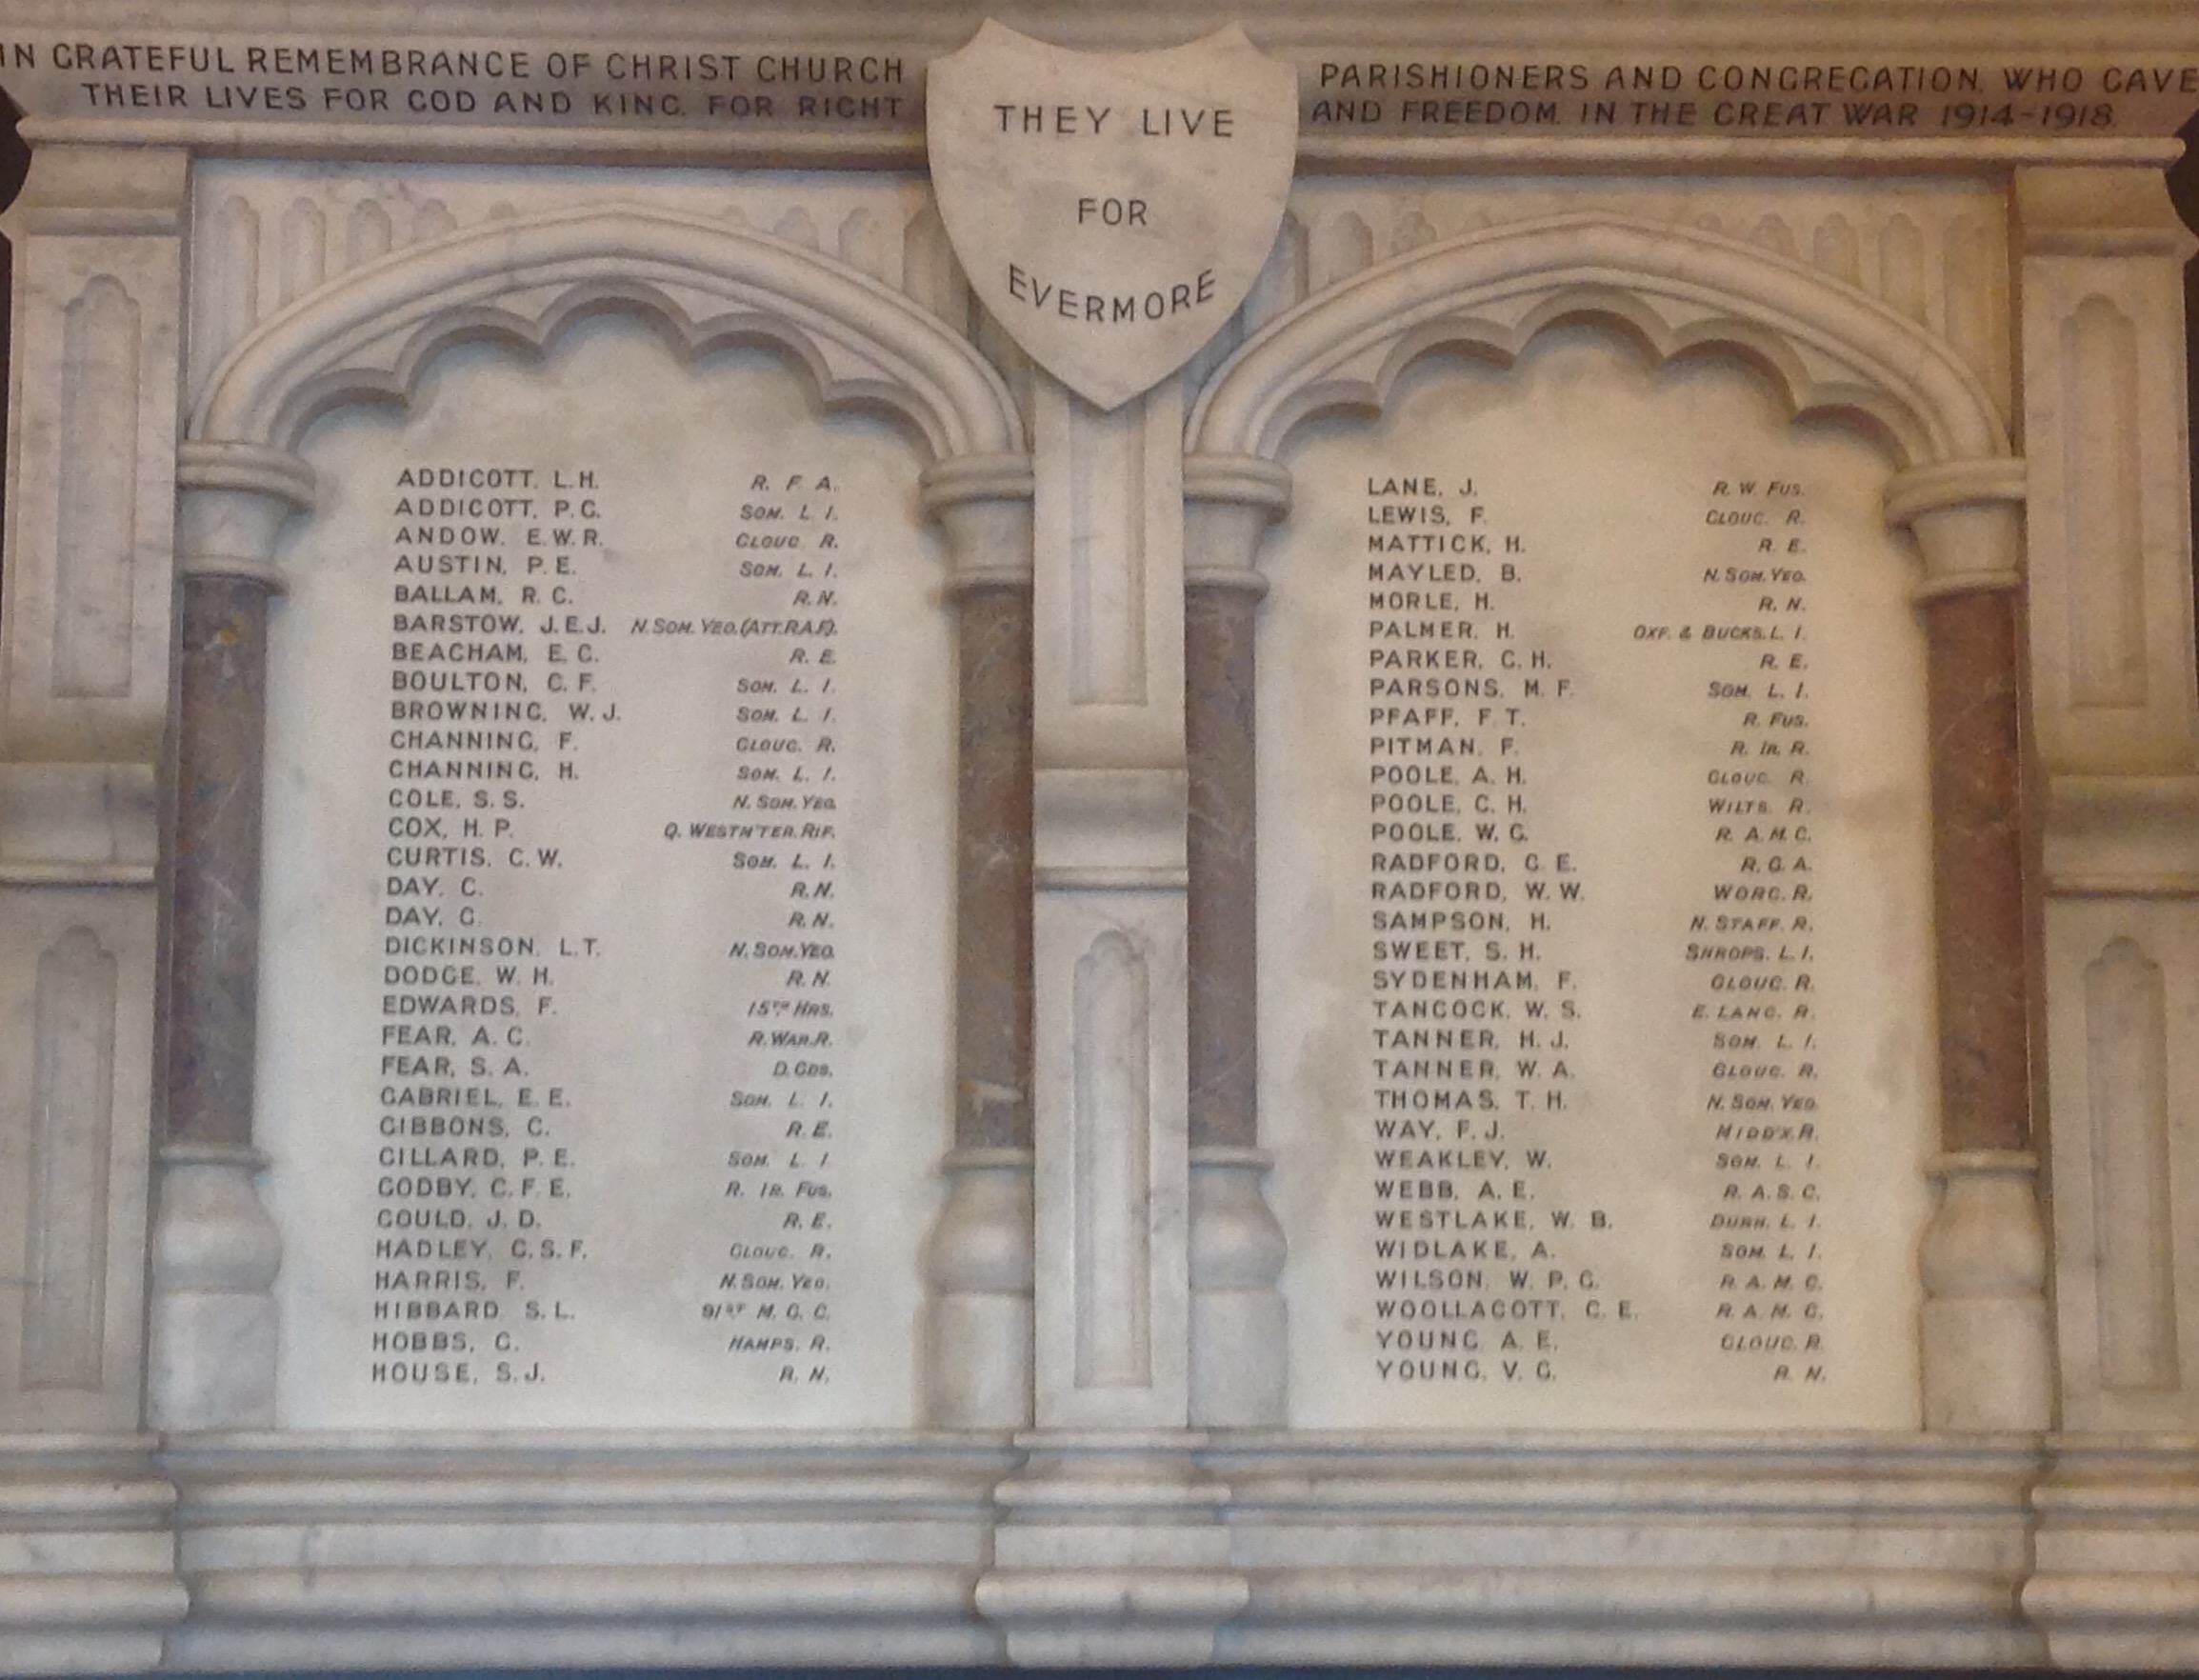 IN GRATEFUL REMEMBRANCE OF CHRIST CHURCH PARISHIONERS AND CONGREGATION. WHO GAVE
THEIR LIVES FOR GOD AND KING. FOR RIGHT AND FREEDOM. IN THE GREAT WAR 1914-1918.
THEY LIVE
FOR
EVERMORE
ADDICOTT, L.H. R. F. A.
ADDICOTT, P.G. SOM. L. I.
ANDOW, E.W.R. GLOUC. R.
AUSTIN, P.E. SOM. L. I.
BALLAM, R. C. R.N.
BARSTOW, J.E.J. N.SOM.YEO.(ATT.R.A.F.).
BEACHAM, E. C. R. E.
BOULTON, C. F. SOM. L. I.
BROWNING, W. J. SOM. L. I.
CHANNING, F. GLOUC. R.
CHANNING, H. SOM. L. I.
COLE, S. S. N. SOM. YEO.
COX, H. P. Q. WESTM'TER. RIF.
CURTIS, C. W. SOM. L. I.
DAY, C. R.N.
DAY, G. R.N.
DICKINSON, L.T. N. SOM. YEO.
DODGE, W. H. R. N.
EDWARDS, F. 15TH HRS.
FEAR, A. C. R. WAR. R.
FEAR, S. A. D. GDS.
GABRIEL, E. E. SOM. L. I.
GIBBONS, C. R. E.
GILLARD, P. E. SOM. L. I.
GODBY, C. F. E. R. IR. FUS.
GOULD, J. D. R. E.
HADLEY, C. S. F. GLOUC. R.
HARRIS, F. N. SOM. YEO.
HIBBARD, S. L. 91ST M. G. C.
HOBBS, G. HAMPS. R.
HOUSE, S. J. R. N.
LANE, J. R. W. FUS.
LEWIS, F. GLOUC. R.
MATTICK, H. R. E.
MAYLED, B. N. SOM. YEO.
MORLE, H. R. N.
PALMER, H. OXF. & BUCKS. L. I.
PARKER, C. H. R. E.
PARSONS, M. F. SOM. L. I.
PFAFF, F. T. R. FUS.
PITMAN, F. R. IR. R.
POOLE, A. H. GLOUC. R.
POOLE, C. H. WILTS. R.
POOLE, W. G. R. A. M. C.
RADFORD, C. E. R. G. A.
RADFORD, W. W. WORC. R.
SAMPSON, H. N. STAFF. R.
SWEET, S. H. SHROPS. L. I.
SYDENHAM, F. GLOUC. R.
TANCOCK, W. S. E. LANC. R.
TANNER, H. J. SOM. L. I.
TANNER, W. A. GLOUC. R.
THOMAS, T. H. N. SOM. YEO.
WAY, F. J. MIDD'X. R.
WEAKLEY, W. SOM. L. I.
WEBB, A. E. R. A. S. C.
WESTLAKE, W. B. DURH. L. I.
WIDLAKE, A. SOM. L. I.
WILSON, W. P. G. R. A. M. C.
WOOLLACOTT, C. E. R. A. M. C.
YOUNG, A. E. GLOUC. R.
YOUNG, V. G. R. N.